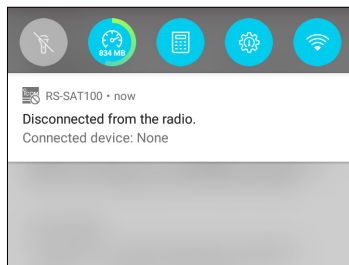 834 MB
RS-SAT100 • now
Disconnected from the radio.
Connected device: None